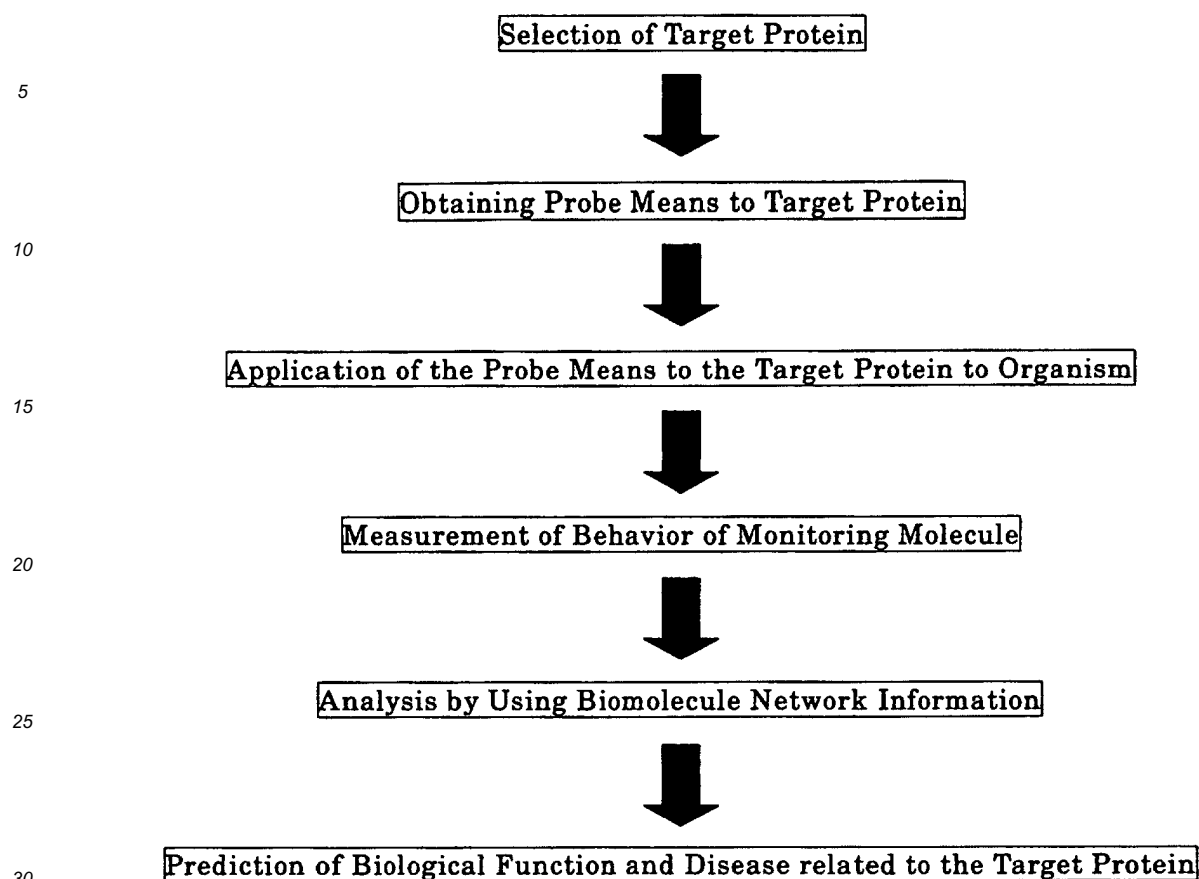 Selection of Target Protein
5
Obtaining Probe Means to Target Protein
10
Application of the Probe Means to the Target Protein to Organism
15
Measurement of Behavior of Monitoring Molecule
20
Analysis by Using Biomolecule Network Information
25
Prediction of Biological Function and Disease related to the Target Protein
30